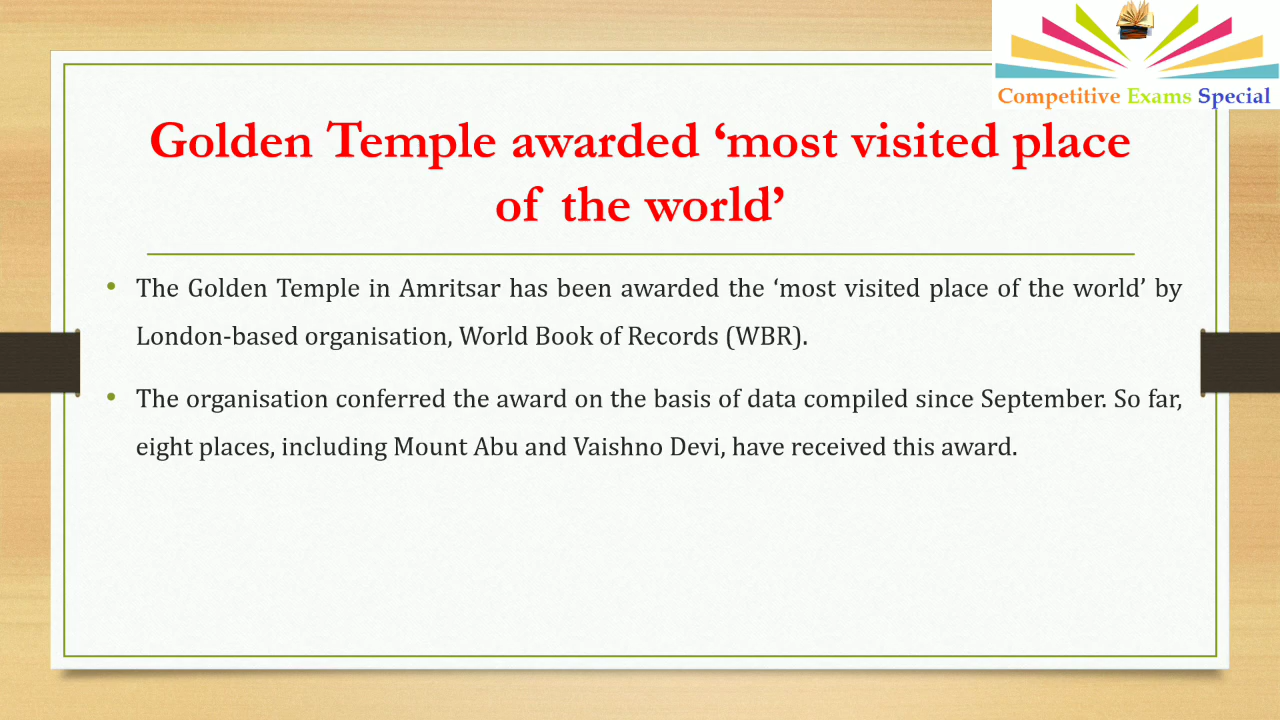 Competitive Exams Special
Golden Temple awarded ‘most visited place
of the world’
• The Golden Temple in Amritsar has been awarded the ‘most visited place of the world’ by
London-based organisation, World Book of Records (WBR).
• The organisation conferred the award on the basis of data compiled since September. So far,
eight places, including Mount Abu and Vaishno Devi, have received this award.